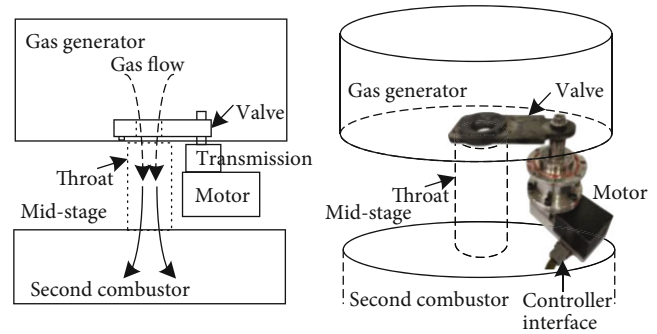 Gas generator
Gas flow
Valve
Transmission
Throat
Motor
Mid-stage
Second combustor
Gas generator
Valve
Throat
Motor
Mid-stage
Second combustor
Controller
interface